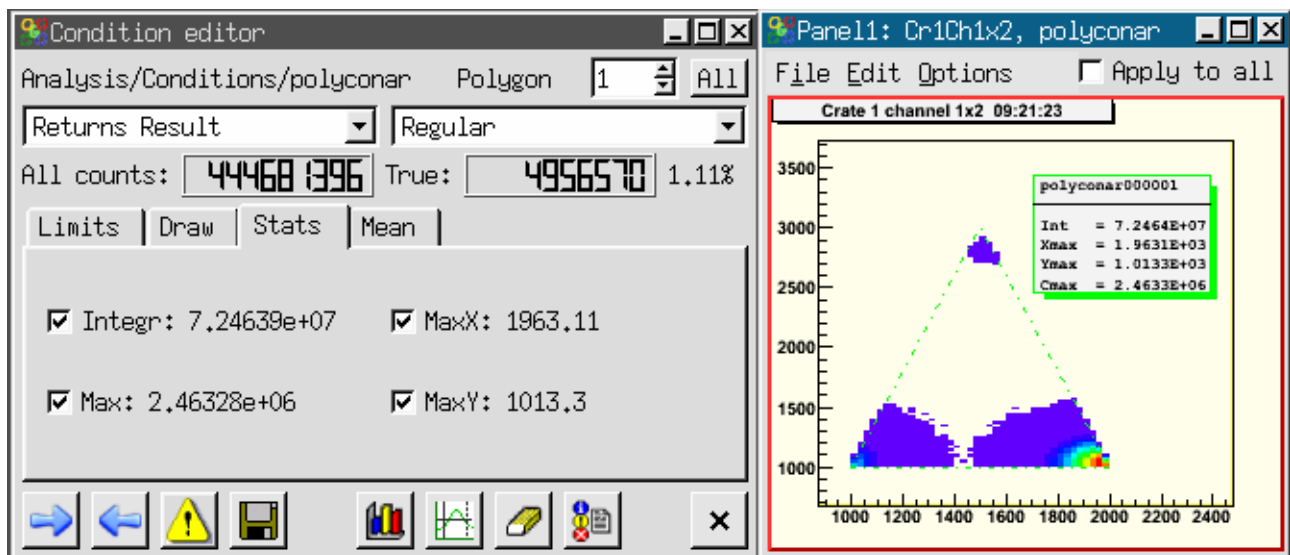 Condition editor
Analysis/Conditions/polyconar Polygon 1 All
Returns Result Regular
All counts: 444681396 True: 4956570 1.11%
Limits Draw Stats Mean
Integr: 7.24639e+07 MaxX: 1963.11
Max: 2.46328e+06 MaxY: 1013.3
Panel1: Cr1Ch1x2, polyconar
File Edit Options Apply to all
Crate 1 channel 1x2 09:21:23
polyconar000001
Int = 7.2464E+07
Xmax = 1.9631E+03
Ymax = 1.0133E+03
Cmax = 2.4633E+06
3500
3000
2500
2000
1500
1000
1000 1200 1400 1600 1800 2000 2200 2400